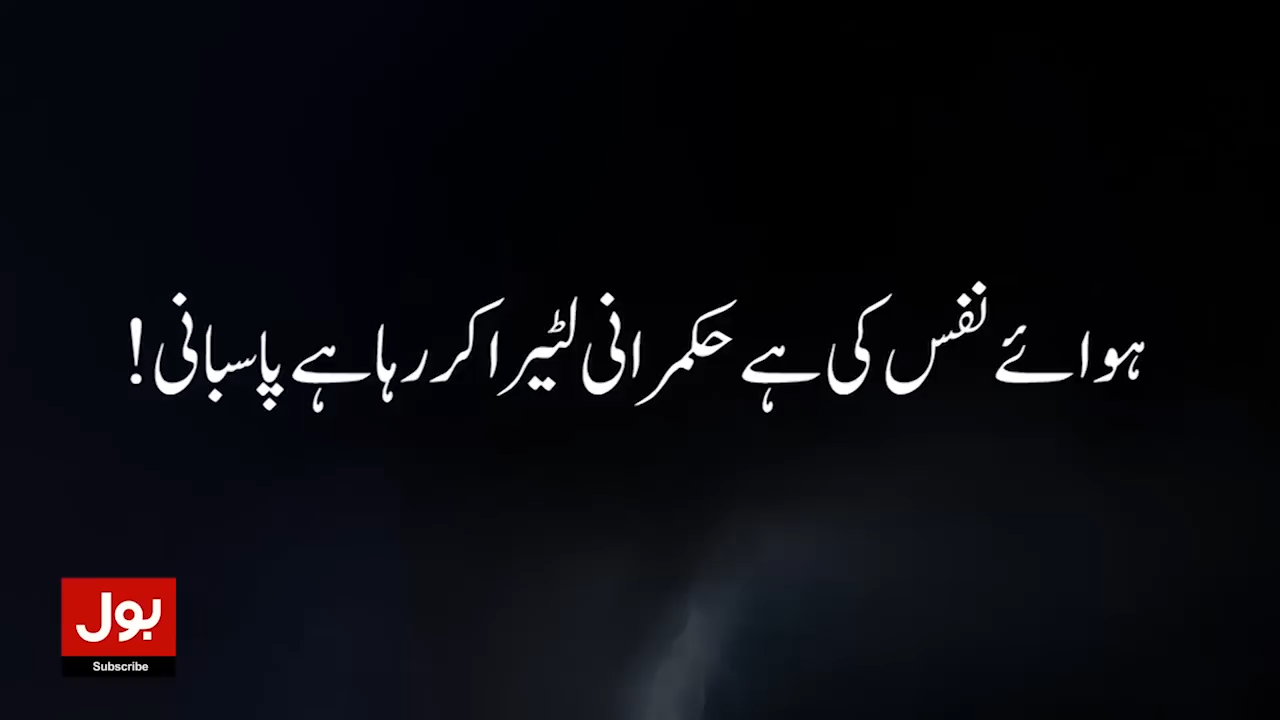 ہوائے نفس کی ہے حکمرانی لٹیرا کر رہا ہے پاسبانی!
بول
Subscribe